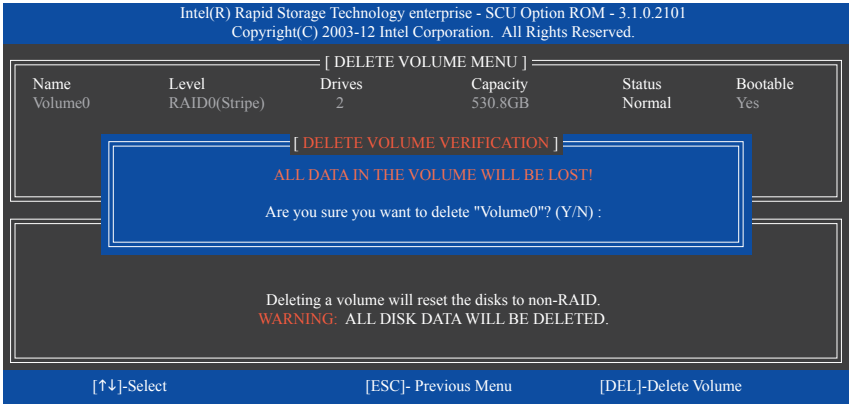 Intel(R) Rapid Storage Technology enterprise - SCU Option ROM - 3.1.0.2101
Copyright(C) 2003-12 Intel Corporation. All Rights Reserved.
[ DELETE VOLUME MENU ]
Name Level Drives Capacity Status Bootable
Volume0 RAID0(Stripe) 2 530.8GB Normal Yes
[ DELETE VOLUME VERIFICATION ]
ALL DATA IN THE VOLUME WILL BE LOST!
Are you sure you want to delete "Volume0"? (Y/N) :
Deleting a volume will reset the disks to non-RAID.
WARNING: ALL DISK DATA WILL BE DELETED.
[↑↓]-Select [ESC]- Previous Menu [DEL]-Delete Volume